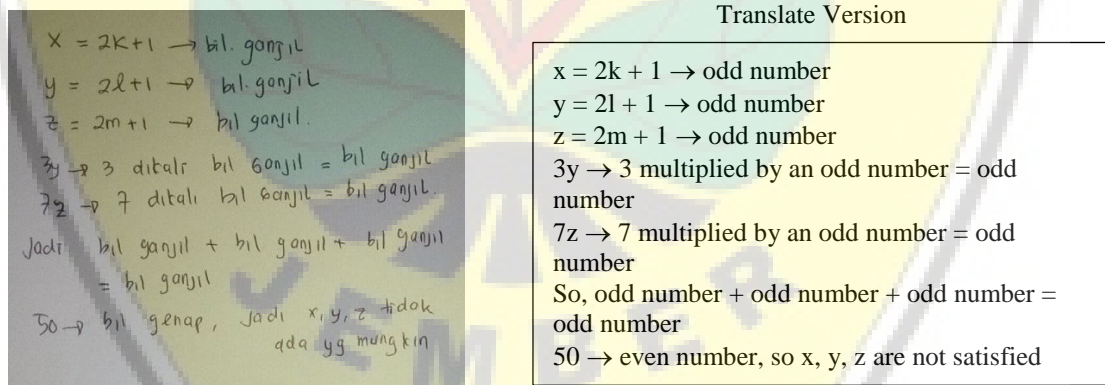 x = 2k+1 → bil. ganjil
y = 2l+1 → bil. ganjil
z = 2m+1 → bil ganjil.
3y → 3 dikali bil ganjil = bil ganjil
7z → 7 dikali bil ganjil = bil ganjil.
Jadi bil ganjil + bil ganjil + bil ganjil
= bil ganjil
50 → bil genap, Jadi x, y, z tidak
ada yg mungkin
Translate Version
x = 2k + 1 → odd number
y = 2l + 1 → odd number
z = 2m + 1 → odd number
3y → 3 multiplied by an odd number = odd
number
7z → 7 multiplied by an odd number = odd
number
So, odd number + odd number + odd number =
odd number
50 → even number, so x, y, z are not satisfied
JEMBER